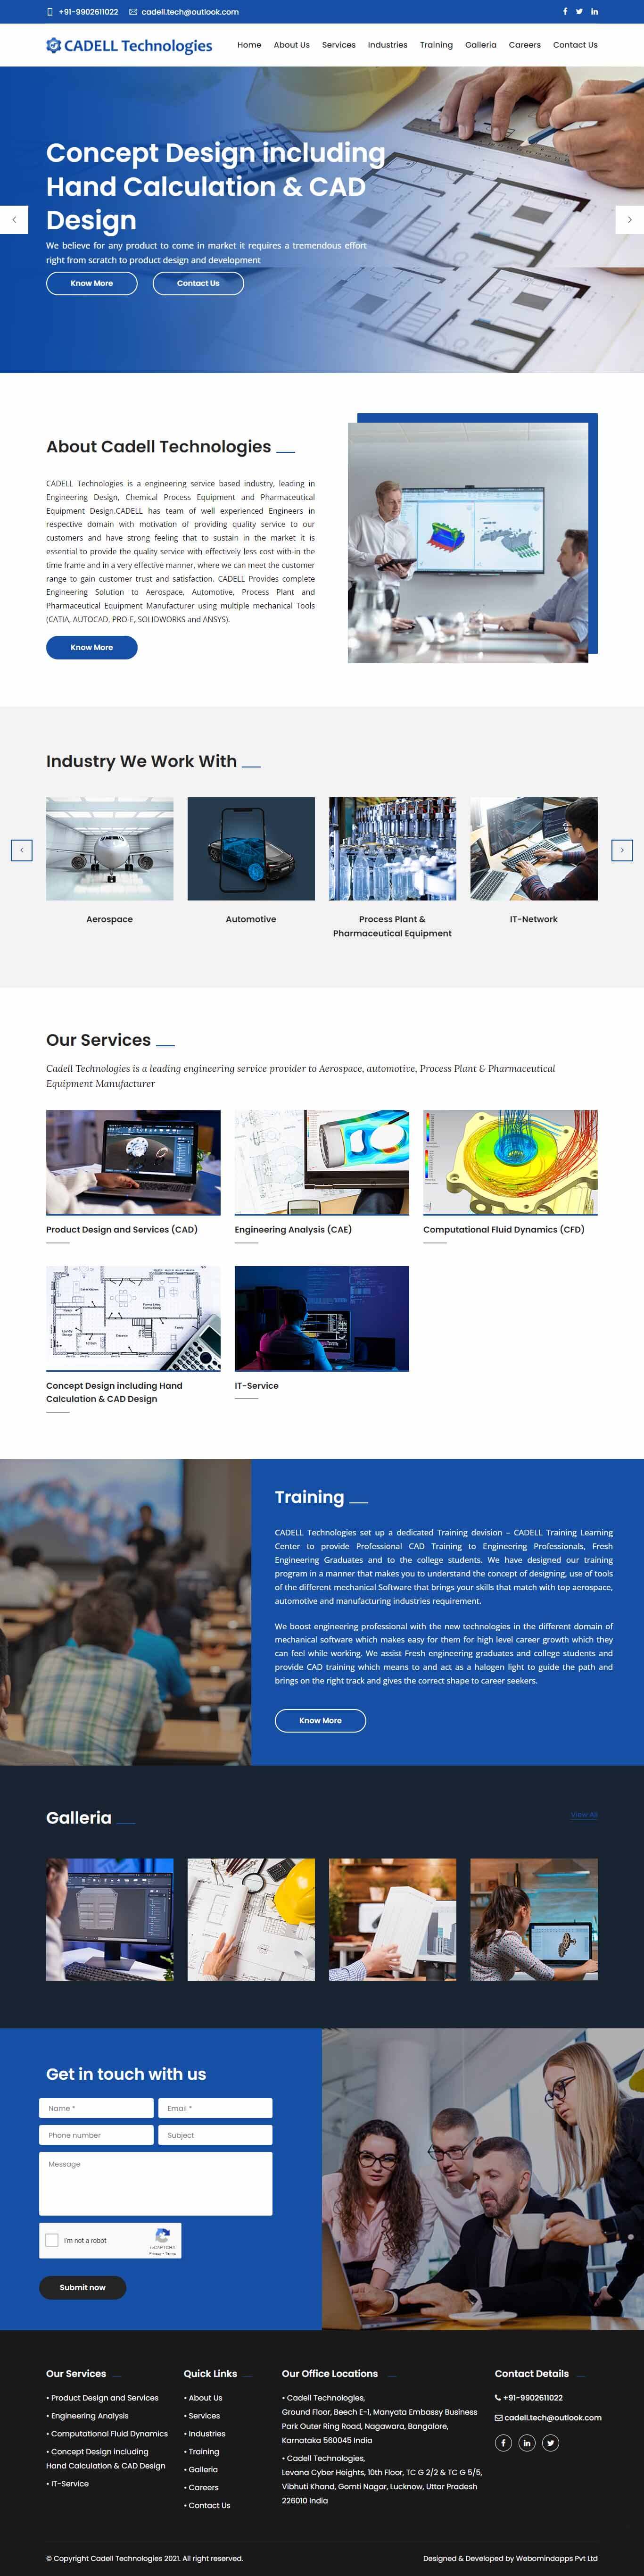 +91-9902611022 cadell.tech@outlook.com
CADELL Technologies
Home About Us Services Industries Training Galleria Careers Contact Us
Concept Design including
Hand Calculation & CAD
Design
We believe for any product to come in market it requires a tremendous effort
right from scratch to product design and development
Know More Contact Us
About Cadell Technologies
CADELL Technologies is a engineering service based industry, leading in
Engineering Design, Chemical Process Equipment and Pharmaceutical
Equipment Design.CADELL has team of well experienced Engineers in
respective domain with motivation of providing quality service to our
customers and have strong feeling that to sustain in the market it is
essential to provide the quality service with effectively less cost with-in the
time frame and in a very effective manner, where we can meet the customer
range to gain customer trust and satisfaction. CADELL Provides complete
Engineering Solution to Aerospace, Automotive, Process Plant and
Pharmaceutical Equipment Manufacturer using multiple mechanical Tools
(CATIA, AUTOCAD, PRO-E, SOLIDWORKS and ANSYS).
Know More
Industry We Work With
Aerospace
Automotive
Process Plant &
Pharmaceutical Equipment
IT-Network
Our Services
Cadell Technologies is a leading engineering service provider to Aerospace, automotive, Process Plant & Pharmaceutical
Equipment Manufacturer
Product Design and Services (CAD)
Engineering Analysis (CAE)
Computational Fluid Dynamics (CFD)
Concept Design including Hand
Calculation & CAD Design
IT-Service
Training
CADELL Technologies set up a dedicated Training devision – CADELL Training Learning
Center to provide Professional CAD Training to Engineering Professionals, Fresh
Engineering Graduates and to the college students. We have designed our training
program in a manner that makes you to understand the concept of designing, use of tools
of the different mechanical Software that brings your skills that match with top aerospace,
automotive and manufacturing industries requirement.
We boost engineering professional with the new technologies in the different domain of
mechanical software which makes easy for them for high level career growth which they
can feel while working. We assist Fresh engineering graduates and college students and
provide CAD training which means to and act as a halogen light to guide the path and
brings on the right track and gives the correct shape to career seekers.
Know More
Galleria
View All
Get in touch with us
Name * Email *
Phone number Subject
Message
I'm not a robot
reCAPTCHA
Privacy - Terms
Submit now
Our Services
• Product Design and Services
• Engineering Analysis
• Computational Fluid Dynamics
• Concept Design including
Hand Calculation & CAD Design
• IT-Service
Quick Links
• About Us
• Services
• Industries
• Training
• Galleria
• Careers
• Contact Us
Our Office Locations
• Cadell Technologies,
Ground Floor, Beech E-1, Manyata Embassy Business
Park Outer Ring Road, Nagawara, Bangalore,
Karnataka 560045 India
• Cadell Technologies,
Levana Cyber Heights, 10th Floor, TC G 2/2 & TC G 5/5,
Vibhuti Khand, Gomti Nagar, Lucknow, Uttar Pradesh
226010 India
Contact Details
+91-9902611022
cadell.tech@outlook.com
© Copyright Cadell Technologies 2021. All right reserved.
Designed & Developed by Webomindapps Pvt Ltd